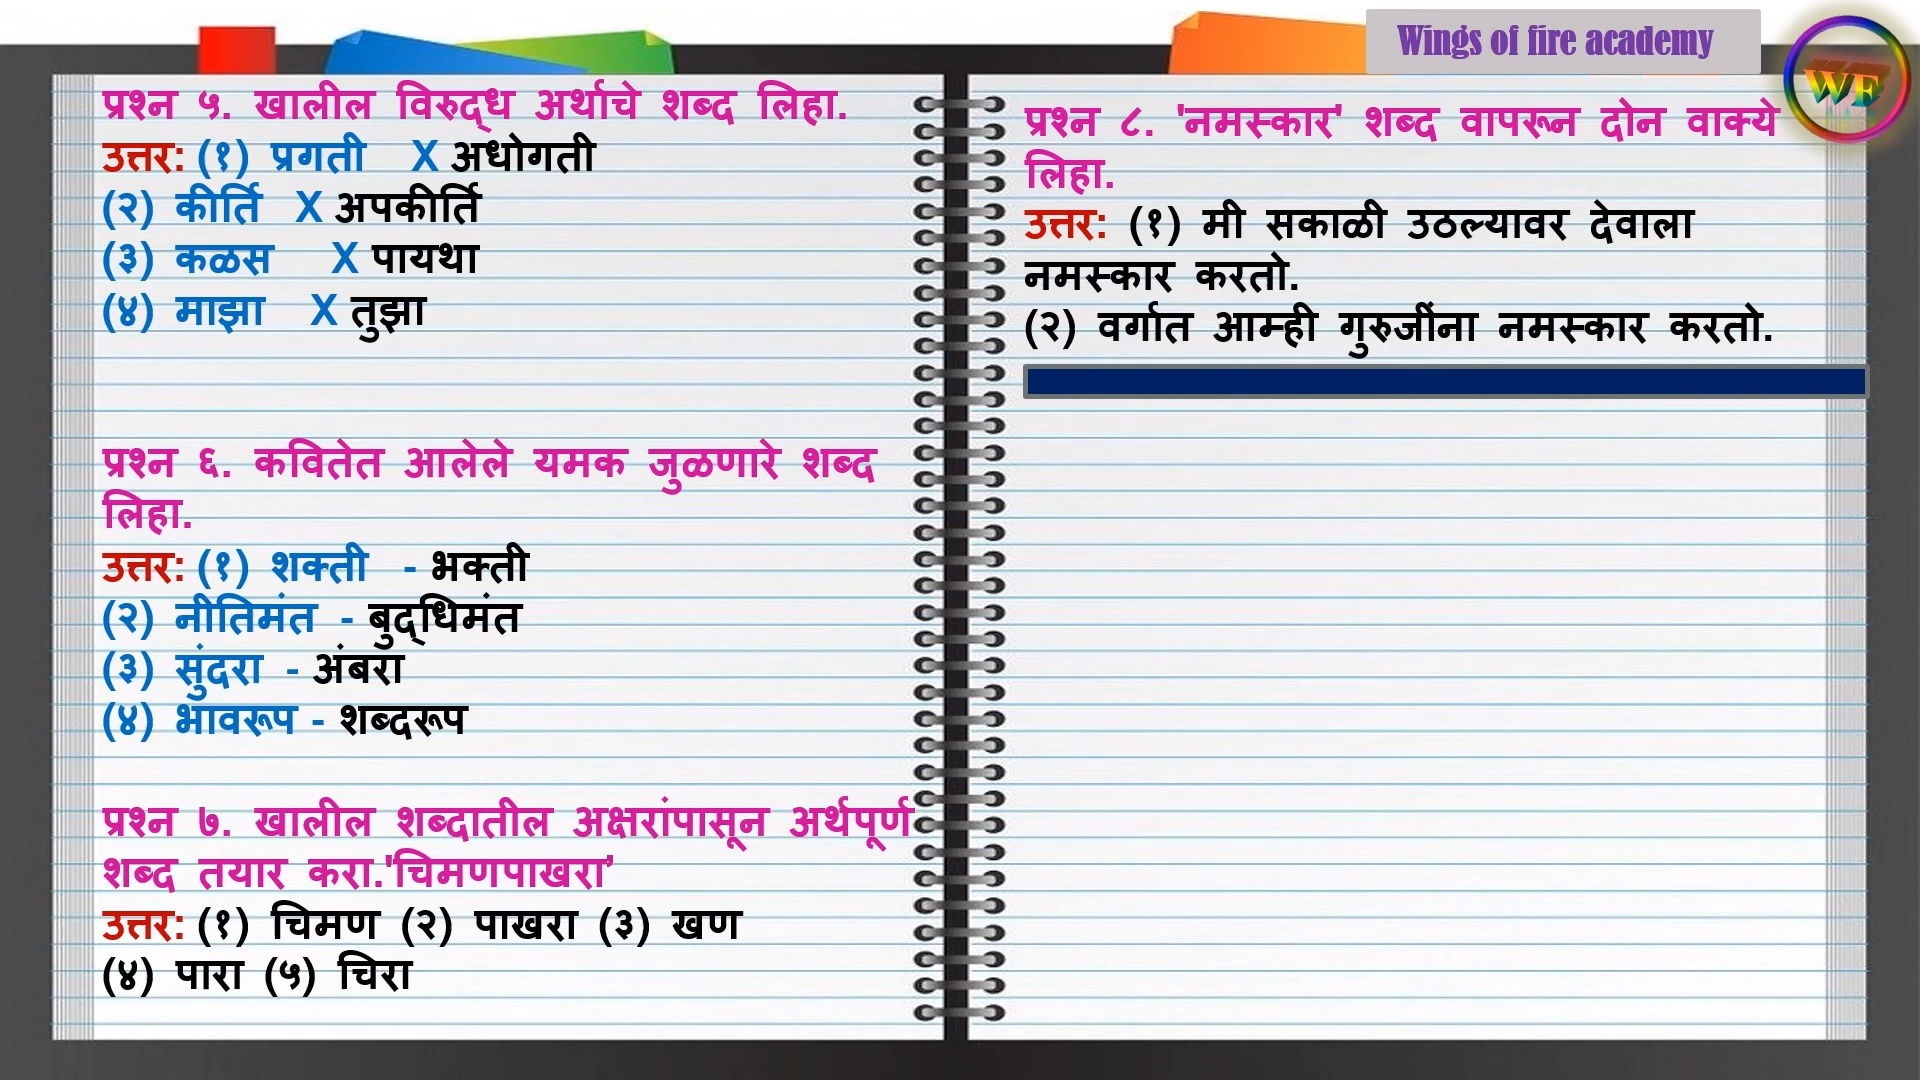 Wings of fire academy
WE
प्रश्न ५. खालील विरुद्ध अर्थाचे शब्द लिहा.
उत्तर: (१) प्रगती X अधोगती
(२) कीर्ति X अपकीर्ति
(३) कळस X पायथा
(४) माझा X तुझा
प्रश्न ६. कवितेत आलेले यमक जुळणारे शब्द
लिहा.
उत्तर: (१) शक्ती - भक्ती
(२) नीतिमंत - बुद्धिमंत
(३) सुंदरा - अंबरा
(४) भावरूप - शब्दरूप
प्रश्न ७. खालील शब्दातील अक्षरांपासून अर्थपूर्ण
शब्द तयार करा.'चिमणपाखरा’
उत्तर: (१) चिमण (२) पाखरा (३) खण
(४) पारा (५) चिरा
प्रश्न ८. 'नमस्कार' शब्द वापरून दोन वाक्ये
लिहा.
उत्तर: (१) मी सकाळी उठल्यावर देवाला
नमस्कार करतो.
(२) वर्गात आम्ही गुरुजींना नमस्कार करतो.